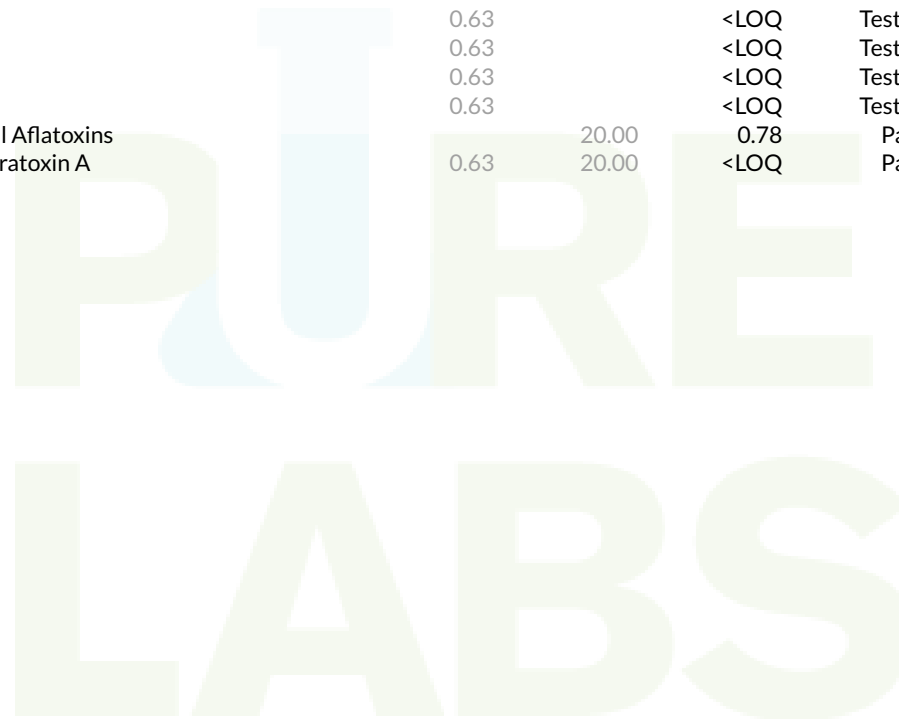 0.63 <LOQ Test
0.63 <LOQ Test
0.63 <LOQ Test
0.63 <LOQ Test
l Aflatoxins 20.00 0.78 Pa
ratoxin A 0.63 20.00 <LOQ Pa
PURE
LABS